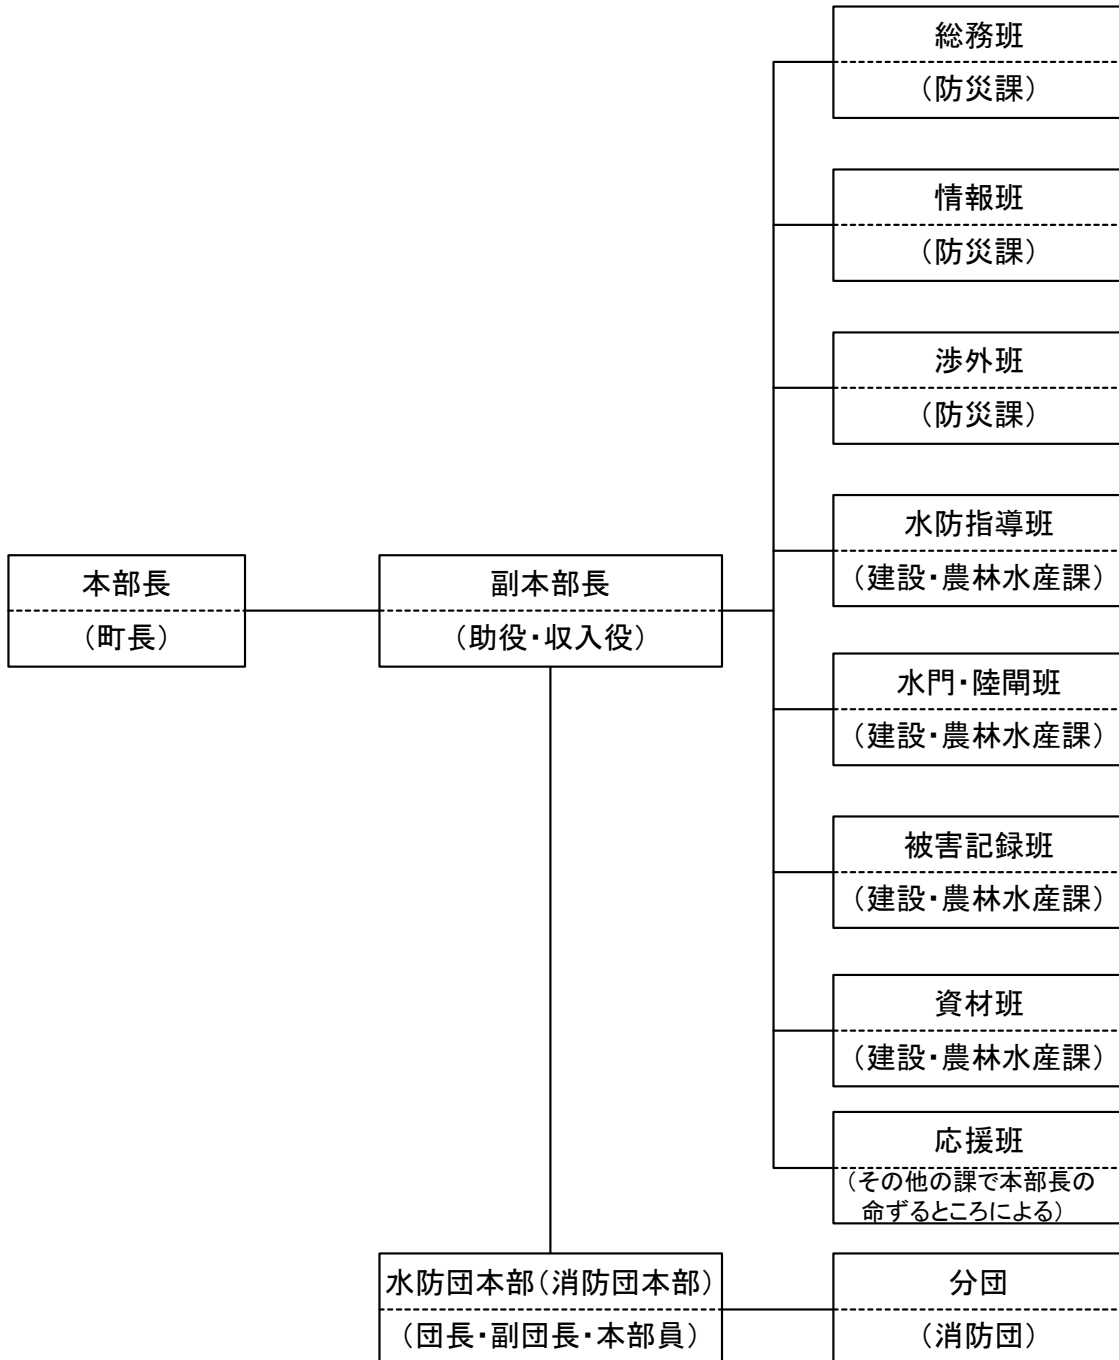 総務班
（防災課）
情報班
（防災課）
渉外班
（防災課）
水防指導班
（建設・農林水産課）
本部長
（町長）
副本部長
（助役・収入役）
水門・陸閘班
（建設・農林水産課）
被害記録班
（建設・農林水産課）
資材班
（建設・農林水産課）
応援班
（その他の課で本部長の
命ずるところによる）
水防団本部（消防団本部）
（団長・副団長・本部員）
分団
（消防団）